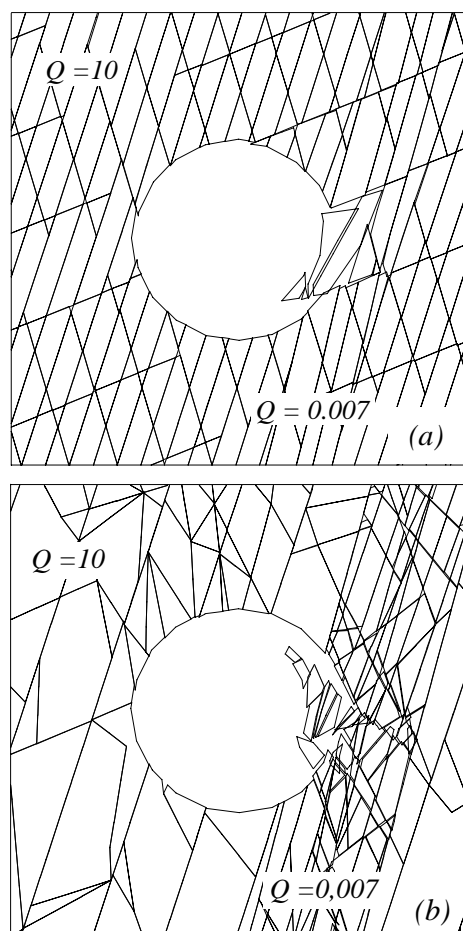 Q =10
Q = 0.007
(a)
Q =10
Q =0,007
(b)